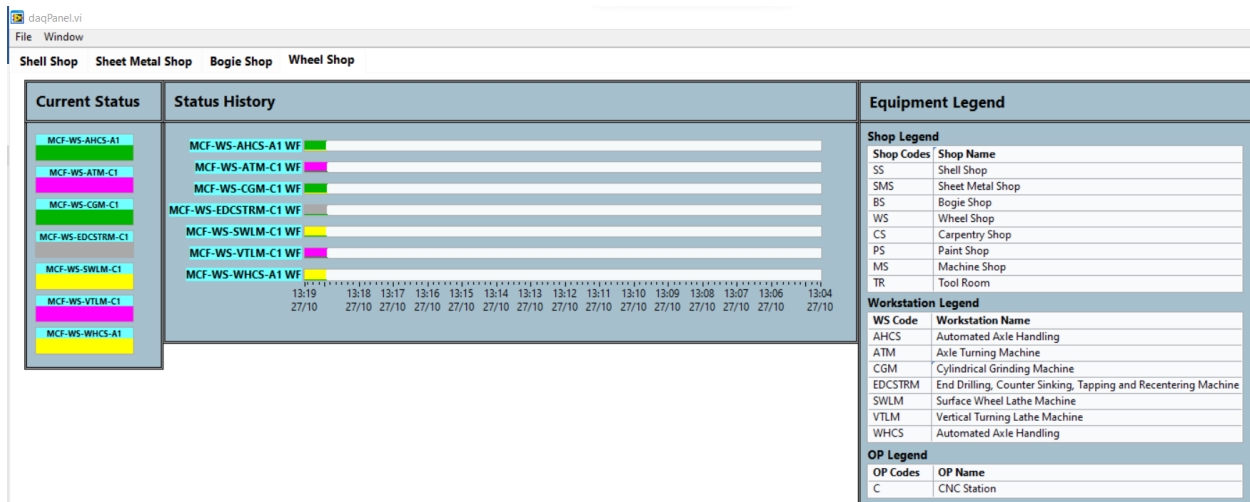 daqPanel.vi
File Window
Shell Shop Sheet Metal Shop Bogie Shop Wheel Shop
Current Status
MCF-WS-AHCS-A1
MCF-WS-ATM-C1
MCF-WS-CGM-C1
MCF-WS-EDCSTRM-C1
MCF-WS-SWLM-C1
MCF-WS-VTLM-C1
MCF-WS-WHCS-A1
Status History
MCF-WS-AHCS-A1 WF
MCF-WS-ATM-C1 WF
MCF-WS-CGM-C1 WF
MCF-WS-EDCSTRM-C1 WF
MCF-WS-SWLM-C1 WF
MCF-WS-VTLM-C1 WF
MCF-WS-WHCS-A1 WF
13:19 13:18 13:17 13:16 13:15 13:14 13:13 13:12 13:11 13:10 13:09 13:08 13:07 13:06 13:04
27/10 27/10 27/10 27/10 27/10 27/10 27/10 27/10 27/10 27/10 27/10 27/10 27/10 27/10 27/10
Equipment Legend
Shop Legend
Shop Codes Shop Name
SS Shell Shop
SMS Sheet Metal Shop
BS Bogie Shop
WS Wheel Shop
CS Carpentry Shop
PS Paint Shop
MS Machine Shop
TR Tool Room
Workstation Legend
WS Code Workstation Name
AHCS Automated Axle Handling
ATM Axle Turning Machine
CGM Cylindrical Grinding Machine
EDCSTRM End Drilling, Counter Sinking, Tapping and Recentering Machine
SWLM Surface Wheel Lathe Machine
VTLM Vertical Turning Lathe Machine
WHCS Automated Axle Handling
OP Legend
OP Codes OP Name
C CNC Station